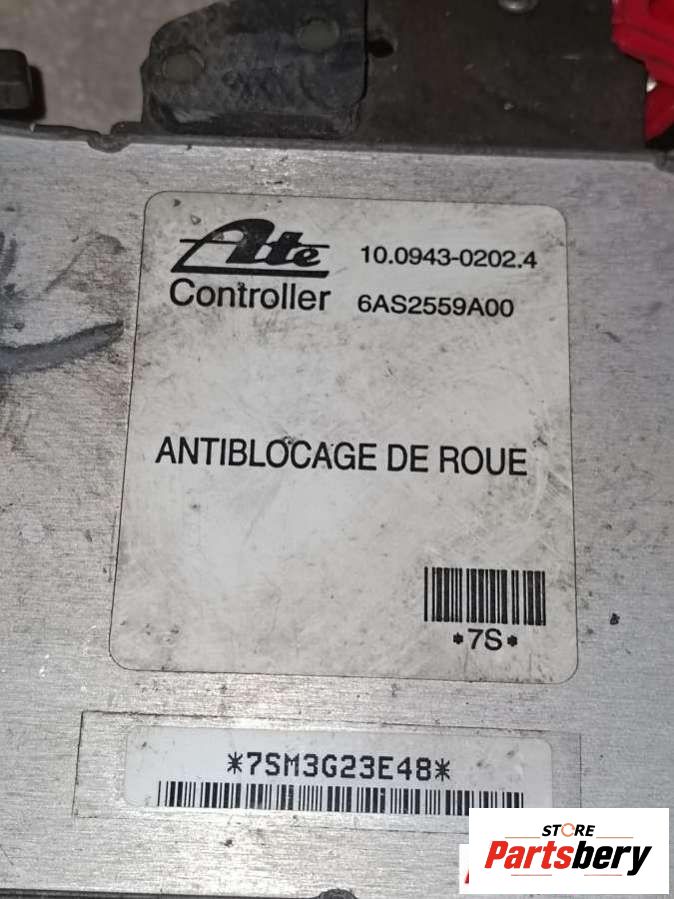 Ate 10.0943-0202.4
Controller 6AS2559A00
ANTIBLOCAGE DE ROUE
*7S*
*7SM3G23E48*
STORE
Partsbery